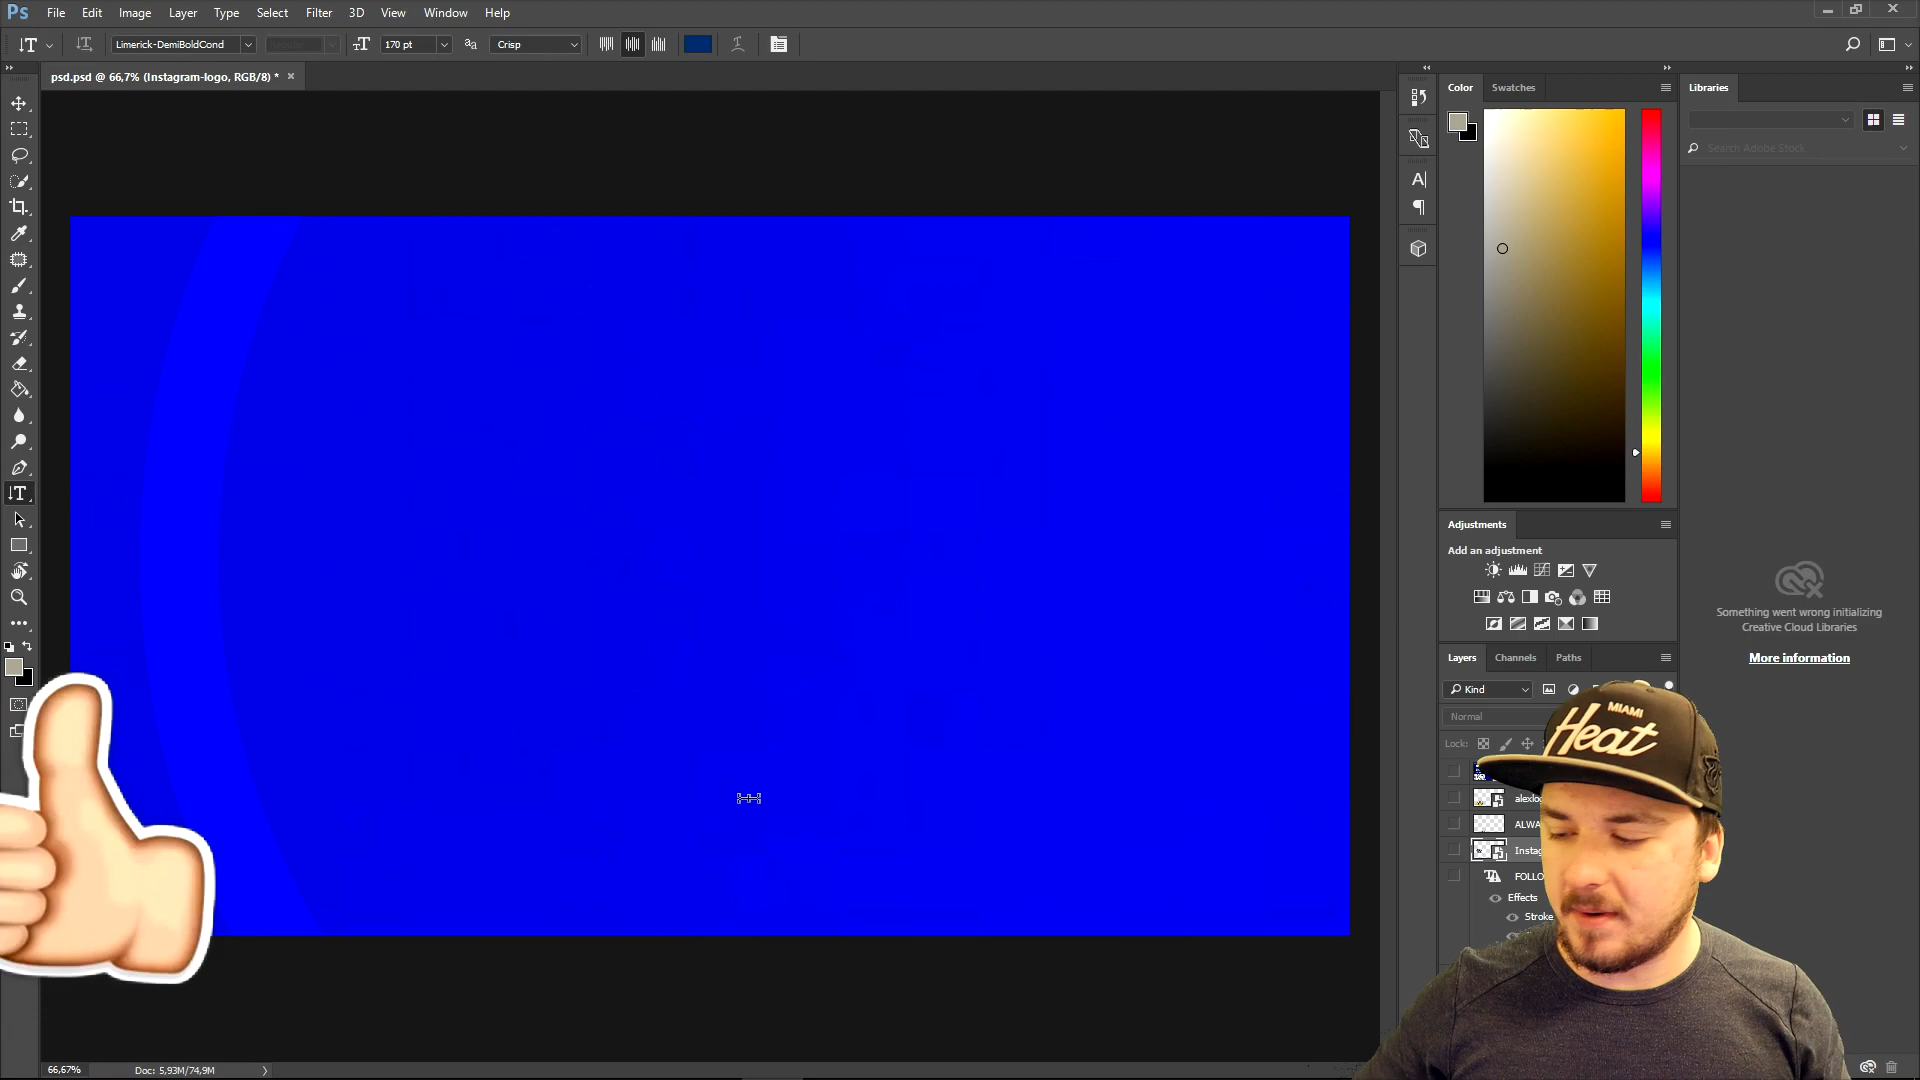 Ps File Edit Image Layer Type Select Filter 3D View Window Help
Limerick-DemiBoldCond 170 pt Crisp
psd.psd @ 66,7% (Instagram-logo, RGB/8) *
Color Swatches
Libraries
Search Adobe Stock
Adjustments
Add an adjustment
Something went wrong initializing
Creative Cloud Libraries
More information
Layers Channels Paths
Kind
Normal
Lock:
alexlo
ALWA
Instag
FOLLO
Effects
Stroke
MIAMI
Heat
66,67% Doc: 5,93M/74,9M